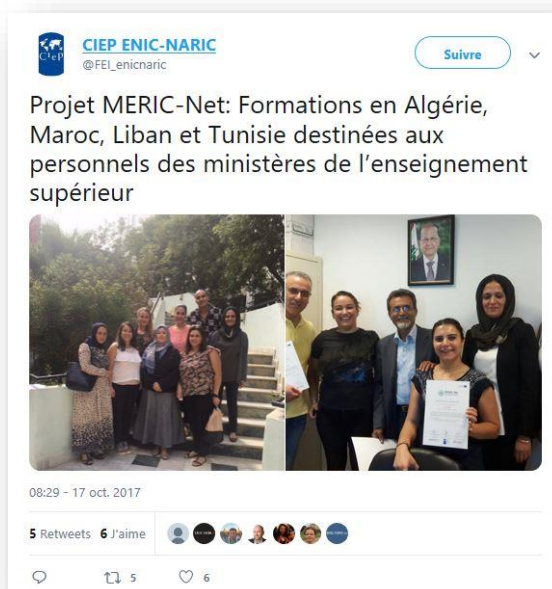 CIEP ENIC-NARIC
@FEI_enicnaric
Suivre
Projet MERIC-Net: Formations en Algérie,
Maroc, Liban et Tunisie destinées aux
personnels des ministères de l'enseignement
supérieur
08:29 - 17 oct. 2017
5 Retweets 6 J'aime
5
6